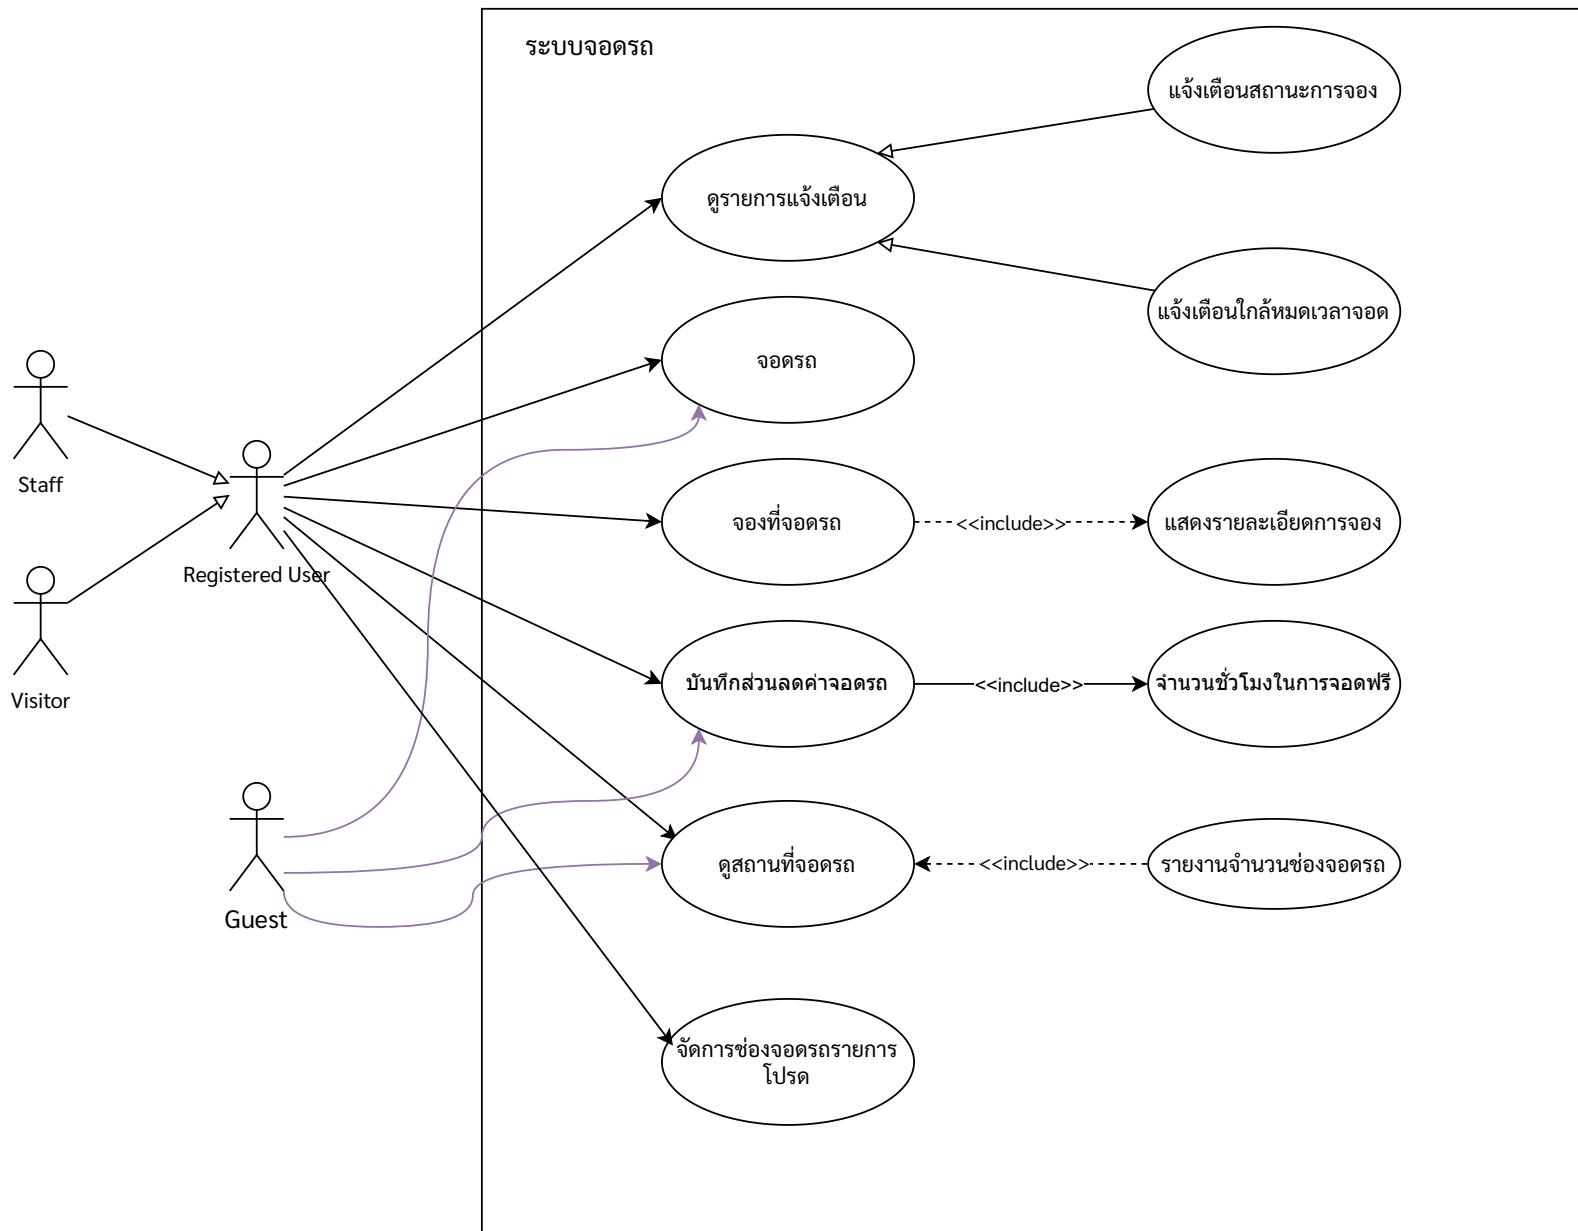 ระบบจอดรถ
แจ้งเตือนสถานะการจอง
ดูรายการแจ้งเตือน
แจ้งเตือนใกล้หมดเวลาจอด
จอดรถ
Staff
จองที่จอดรถ
<<include>>
แสดงรายละเอียดการจอง
Registered User
Visitor
บันทึกส่วนลดค่าจอดรถ
<<include>>
จำนวนชั่วโมงในการจอดฟรี
ดูสถานที่จอดรถ
<<include>>
รายงานจำนวนช่องจอดรถ
Guest
จัดการช่องจอดรถรายการ
โปรด